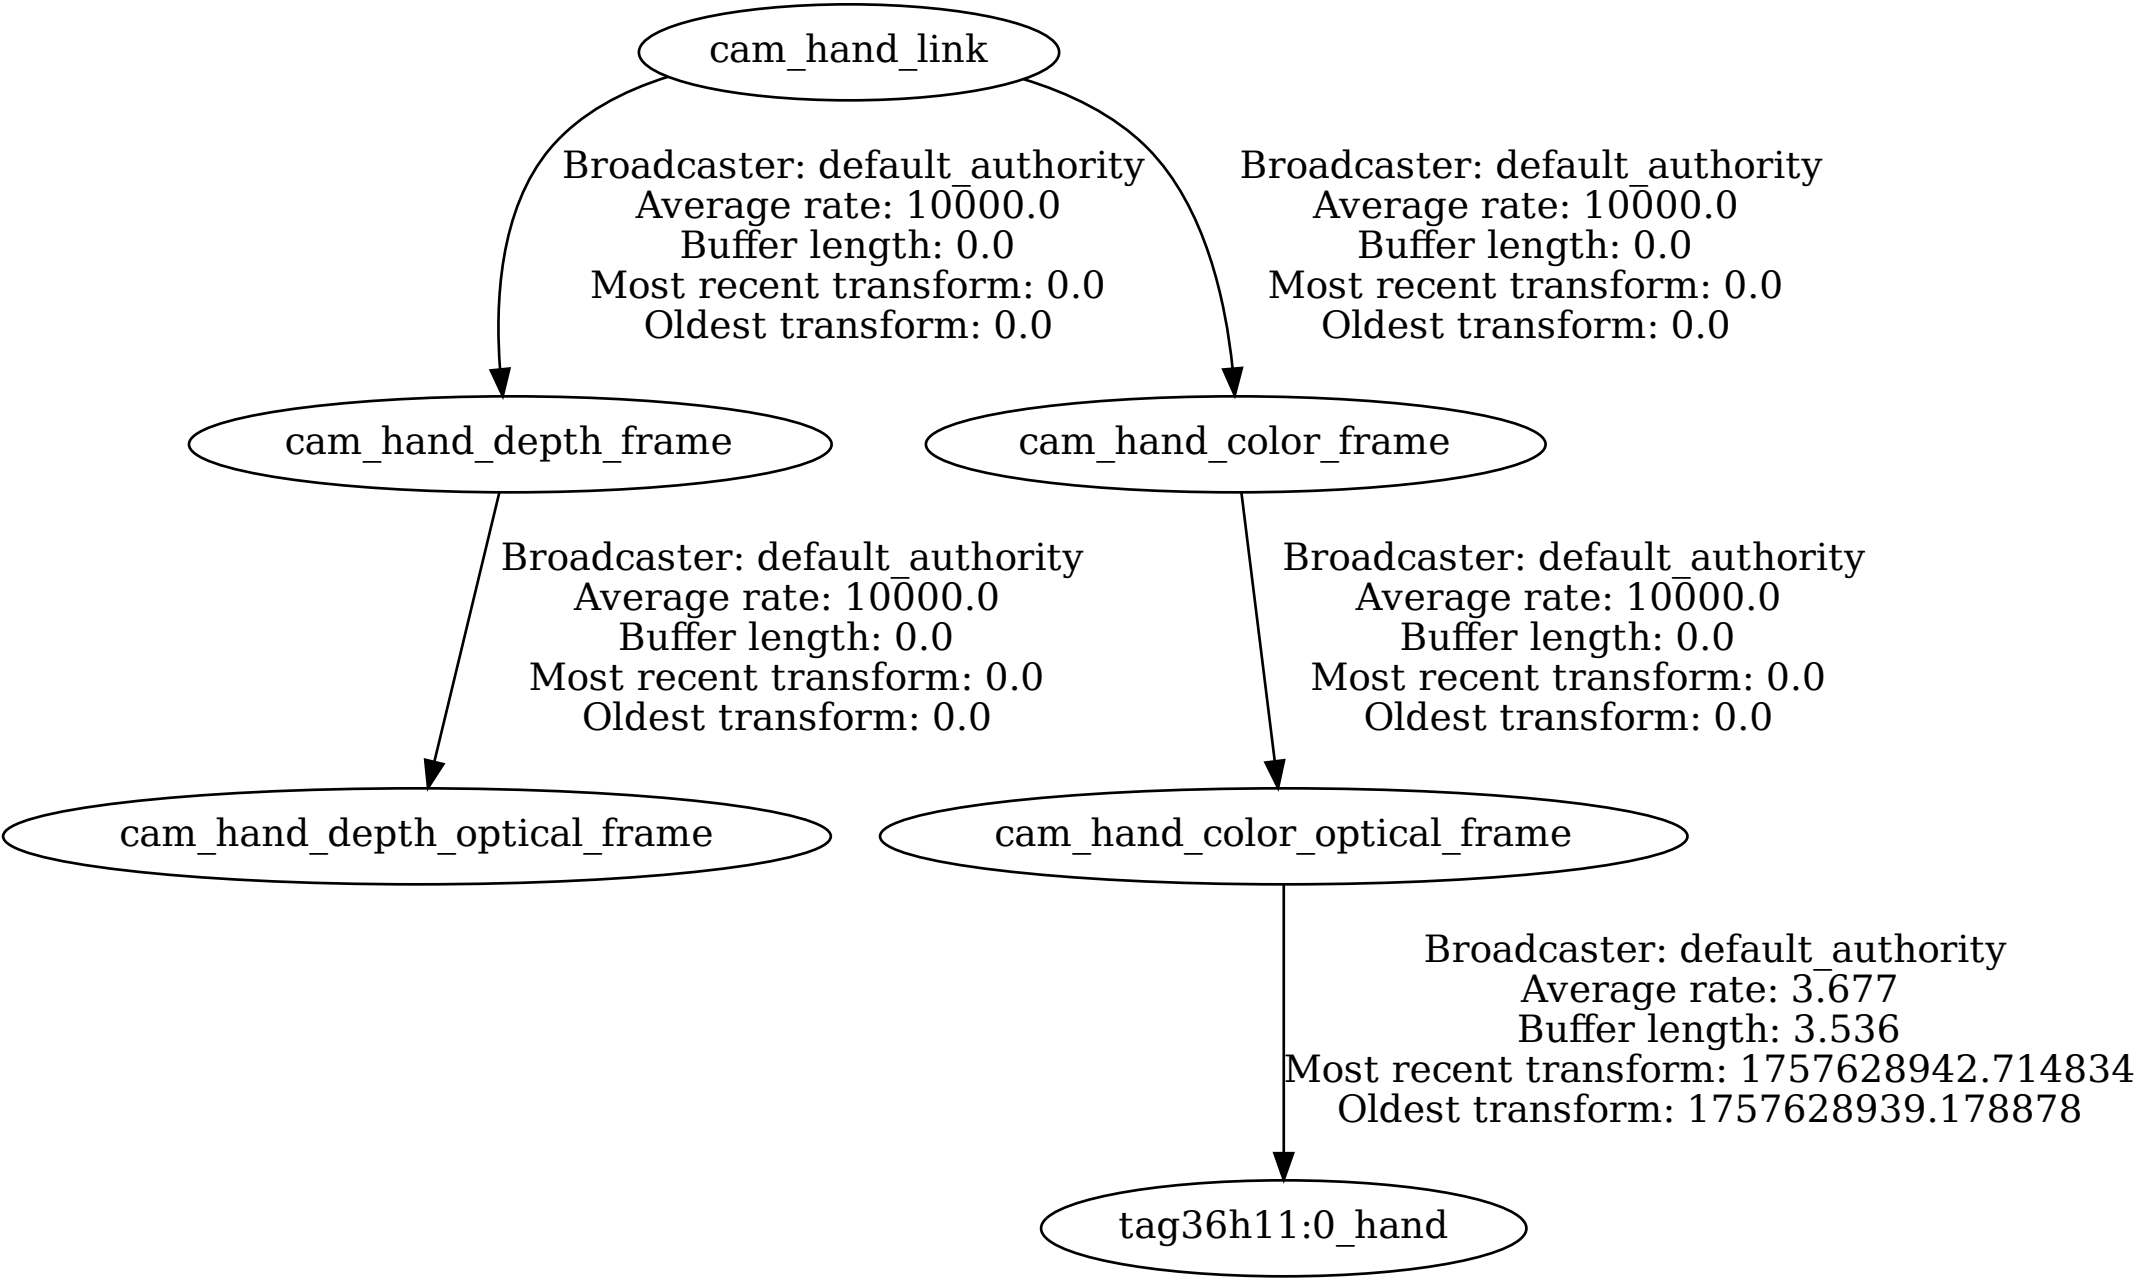 cam_hand_link
Broadcaster: default_authority
Average rate: 10000.0
Buffer length: 0.0
Most recent transform: 0.0
Oldest transform: 0.0
Broadcaster: default_authority
Average rate: 10000.0
Buffer length: 0.0
Most recent transform: 0.0
Oldest transform: 0.0
cam_hand_depth_frame
cam_hand_color_frame
Broadcaster: default_authority
Average rate: 10000.0
Buffer length: 0.0
Most recent transform: 0.0
Oldest transform: 0.0
Broadcaster: default_authority
Average rate: 10000.0
Buffer length: 0.0
Most recent transform: 0.0
Oldest transform: 0.0
cam_hand_depth_optical_frame
cam_hand_color_optical_frame
Broadcaster: default_authority
Average rate: 3.677
Buffer length: 3.536
Most recent transform: 1757628942.714834
Oldest transform: 1757628939.178878
tag36h11:0_hand